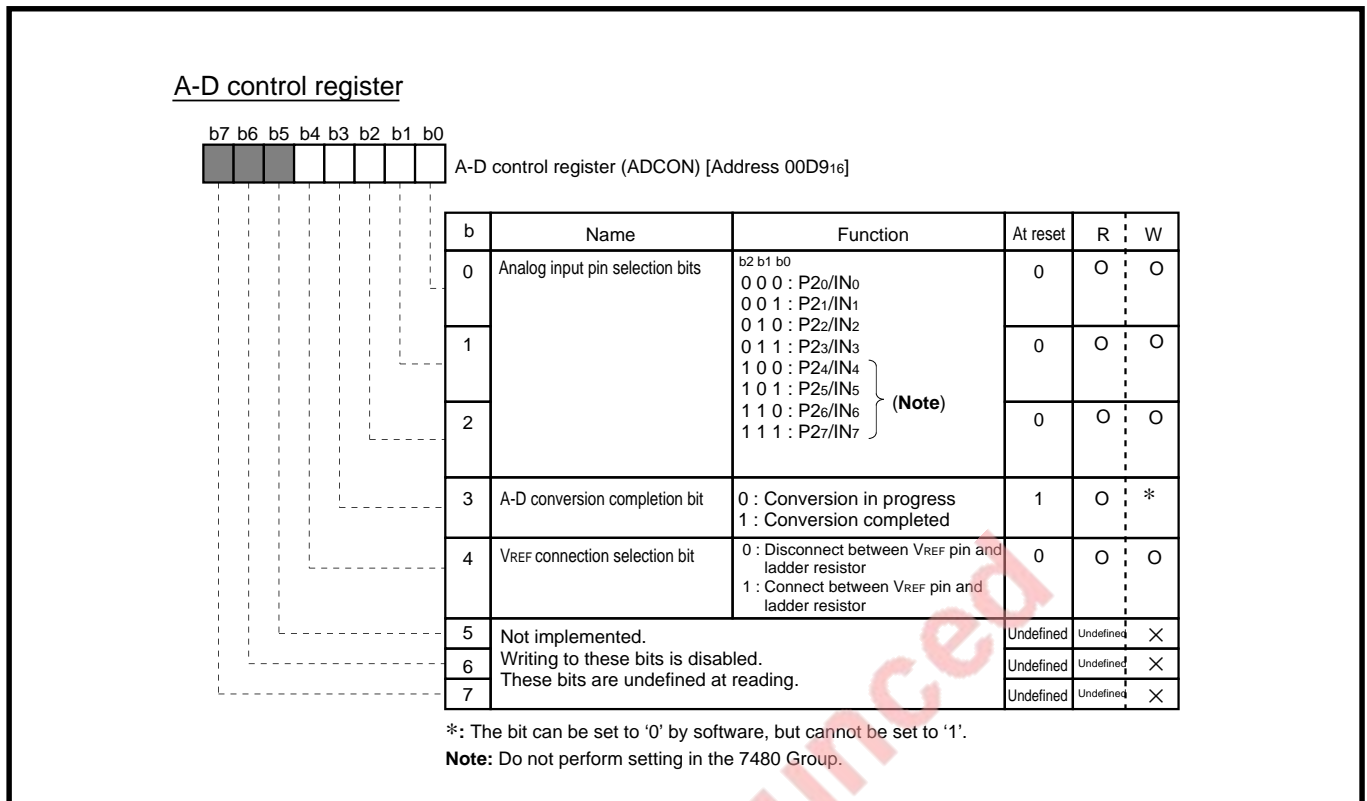 A-D control register
b7 b6 b5 b4 b3 b2 b1 b0
A-D control register (ADCON) [Address 00D916]
b Name Function At reset R W
0 Analog input pin selection bits b2 b1 b0 0 O O
0 0 0 : P20/IN0
0 0 1 : P21/IN1
0 1 0 : P22/IN2
1 0 1 1 : P23/IN3 0 O O
1 0 0 : P24/IN4
1 0 1 : P25/IN5
(Note)
2 1 1 0 : P26/IN6 0 O O
1 1 1 : P27/IN7
3 A-D conversion completion bit 0 : Conversion in progress 1 O *
1 : Conversion completed
4 VREF connection selection bit 0 : Disconnect between VREF pin and 0 O O
ladder resistor
1 : Connect between VREF pin and
ladder resistor
5 Not implemented. Undefined Undefined ×
6 Writing to these bits is disabled. Undefined Undefined ×
7 These bits are undefined at reading. Undefined Undefined ×
*: The bit can be set to ‘0’ by software, but cannot be set to ‘1’.
Note: Do not perform setting in the 7480 Group.
unced